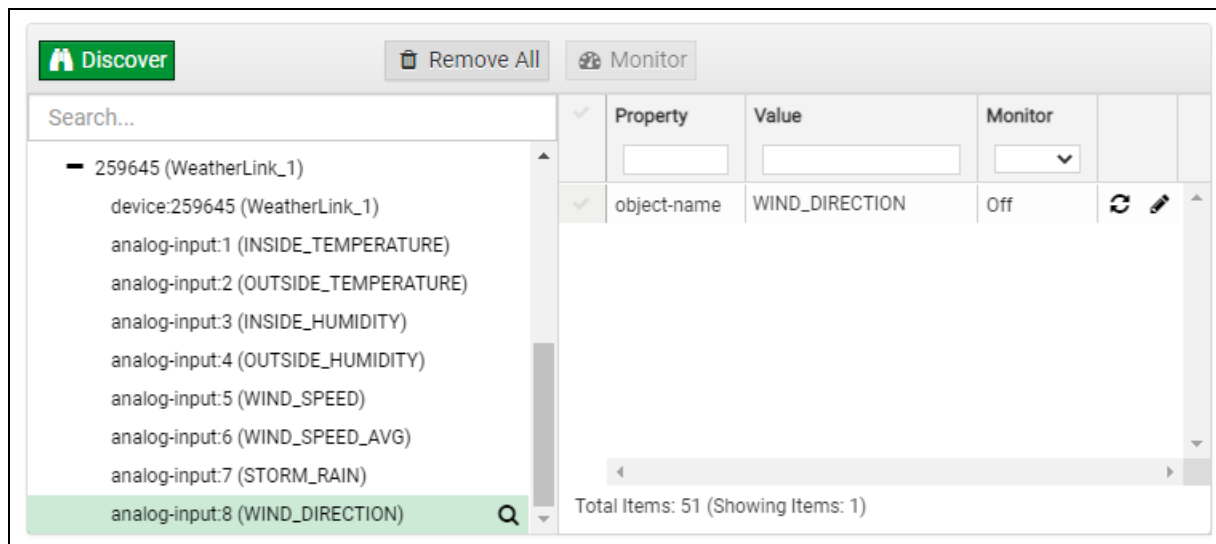 Discover
Remove All
Monitor
Search...
259645 (WeatherLink_1)
device:259645 (WeatherLink_1)
analog-input:1 (INSIDE_TEMPERATURE)
analog-input:2 (OUTSIDE_TEMPERATURE)
analog-input:3 (INSIDE_HUMIDITY)
analog-input:4 (OUTSIDE_HUMIDITY)
analog-input:5 (WIND_SPEED)
analog-input:6 (WIND_SPEED_AVG)
analog-input:7 (STORM_RAIN)
analog-input:8 (WIND_DIRECTION)
Property Value Monitor
object-name WIND_DIRECTION Off
Total Items: 51 (Showing Items: 1)